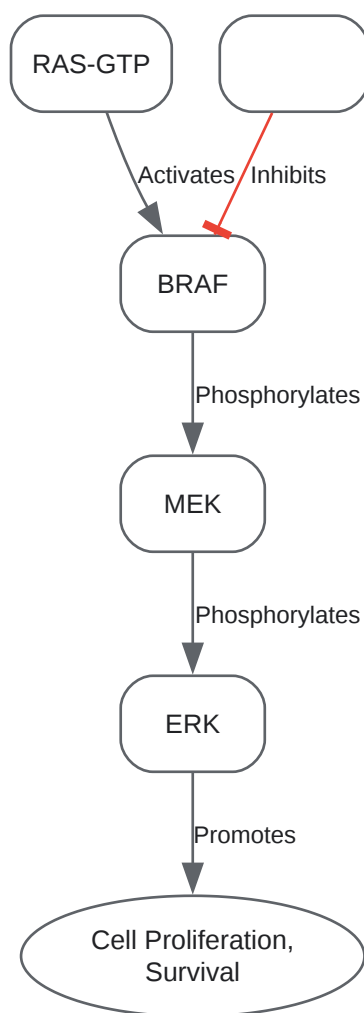 RAS-GTP
Activates
Inhibits
BRAF
Phosphorylates
MEK
Phosphorylates
ERK
Promotes
Cell Proliferation,
Survival